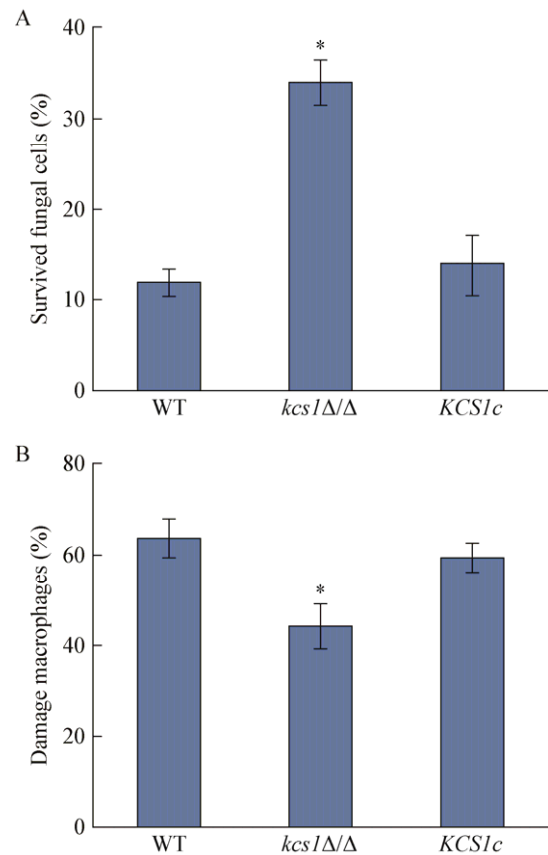 A
Survived fungal cells (%)
40
30
20
10
0
*
WT
kcs1Δ/Δ
KCS1c
B
Damage macrophages (%)
80
60
40
20
0
*
WT
kcs1Δ/Δ
KCS1c